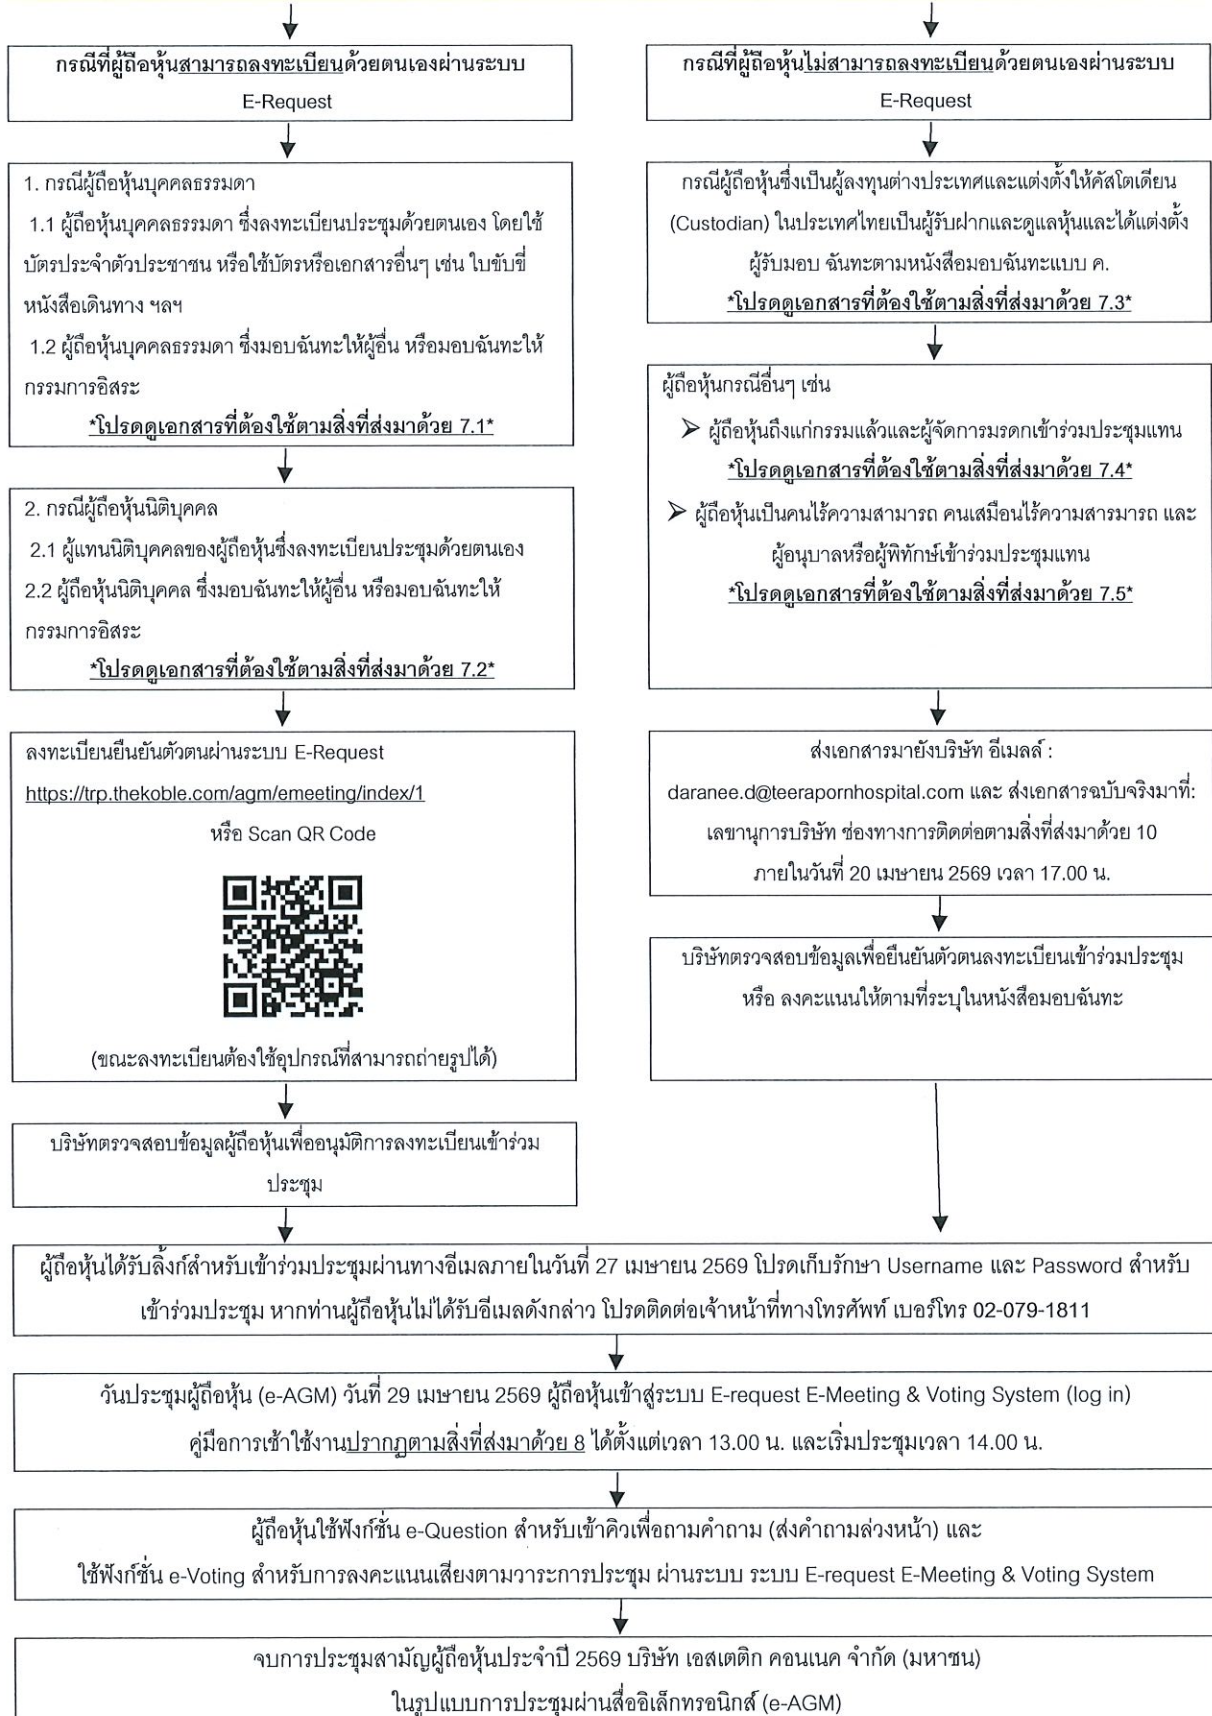 กรณีที่ผู้ถือหุ้นสามารถลงทะเบียนด้วยตนเองผ่านระบบ
E-Request
1. กรณีผู้ถือหุ้นบุคคลธรรมดา
1.1 ผู้ถือหุ้นบุคคลธรรมดา ซึ่งลงทะเบียนประชุมด้วยตนเอง โดยใช้
บัตรประจำตัวประชาชน หรือใช้บัตรหรือเอกสารอื่นๆ เช่น ใบขับขี่
หนังสือเดินทาง ฯลฯ
1.2 ผู้ถือหุ้นบุคคลธรรมดา ซึ่งมอบฉันทะให้ผู้อื่น หรือมอบฉันทะให้
กรรมการอิสระ
*โปรดดูเอกสารที่ต้องใช้ตามสิ่งที่ส่งมาด้วย 7.1*
2. กรณีผู้ถือหุ้นนิติบุคคล
2.1 ผู้แทนนิติบุคคลของผู้ถือหุ้นซึ่งลงทะเบียนประชุมด้วยตนเอง
2.2 ผู้ถือหุ้นนิติบุคคล ซึ่งมอบฉันทะให้ผู้อื่น หรือมอบฉันทะให้
กรรมการอิสระ
*โปรดดูเอกสารที่ต้องใช้ตามสิ่งที่ส่งมาด้วย 7.2*
ลงทะเบียนยืนยันตัวตนผ่านระบบ E-Request
https://trp.thekoble.com/agm/emeeting/index/1
หรือ Scan QR Code
(ขณะลงทะเบียนต้องใช้อุปกรณ์ที่สามารถถ่ายรูปได้)
บริษัทตรวจสอบข้อมูลผู้ถือหุ้นเพื่ออนุมัติการลงทะเบียนเข้าร่วม
ประชุม
กรณีที่ผู้ถือหุ้นไม่สามารถลงทะเบียนด้วยตนเองผ่านระบบ
E-Request
กรณีผู้ถือหุ้นซึ่งเป็นผู้ลงทุนต่างประเทศและแต่งตั้งให้คัสโตเดียน
(Custodian) ในประเทศไทยเป็นผู้รับฝากและดูแลหุ้นและได้แต่งตั้ง
ผู้รับมอบ ฉันทะตามหนังสือมอบฉันทะแบบ ค.
*โปรดดูเอกสารที่ต้องใช้ตามสิ่งที่ส่งมาด้วย 7.3*
ผู้ถือหุ้นกรณีอื่นๆ เช่น
➢ ผู้ถือหุ้นถึงแก่กรรมแล้วและผู้จัดการมรดกเข้าร่วมประชุมแทน
*โปรดดูเอกสารที่ต้องใช้ตามสิ่งที่ส่งมาด้วย 7.4*
➢ ผู้ถือหุ้นเป็นคนไร้ความสามารถ คนเสมือนไร้ความสารมารถ และ
ผู้อนุบาลหรือผู้พิทักษ์เข้าร่วมประชุมแทน
*โปรดดูเอกสารที่ต้องใช้ตามสิ่งที่ส่งมาด้วย 7.5*
ส่งเอกสารมายังบริษัท อีเมลล์ :
daranee.d@teerapornhospital.com และ ส่งเอกสารฉบับจริงมาที่:
เลขานุการบริษัท ช่องทางการติดต่อตามสิ่งที่ส่งมาด้วย 10
ภายในวันที่ 20 เมษายน 2569 เวลา 17.00 น.
บริษัทตรวจสอบข้อมูลเพื่อยืนยันตัวตนลงทะเบียนเข้าร่วมประชุม
หรือ ลงคะแนนให้ตามที่ระบุในหนังสือมอบฉันทะ
ผู้ถือหุ้นได้รับลิ้งก์สำหรับเข้าร่วมประชุมผ่านทางอีเมลภายในวันที่ 27 เมษายน 2569 โปรดเก็บรักษา Username และ Password สำหรับ
เข้าร่วมประชุม หากท่านผู้ถือหุ้นไม่ได้รับอีเมลดังกล่าว โปรดติดต่อเจ้าหน้าที่ทางโทรศัพท์ เบอร์โทร 02-079-1811
วันประชุมผู้ถือหุ้น (e-AGM) วันที่ 29 เมษายน 2569 ผู้ถือหุ้นเข้าสู่ระบบ E-request E-Meeting & Voting System (log in)
คู่มือการเข้าใช้งานปรากฏตามสิ่งที่ส่งมาด้วย 8 ได้ตั้งแต่เวลา 13.00 น. และเริ่มประชุมเวลา 14.00 น.
ผู้ถือหุ้นใช้ฟังก์ชั่น e-Question สำหรับเข้าคิวเพื่อถามคำถาม (ส่งคำถามล่วงหน้า) และ
ใช้ฟังก์ชั่น e-Voting สำหรับการลงคะแนนเสียงตามวาระการประชุม ผ่านระบบ ระบบ E-request E-Meeting & Voting System
จบการประชุมสามัญผู้ถือหุ้นประจำปี 2569 บริษัท เอสเตติก คอนเนค จำกัด (มหาชน)
ในรูปแบบการประชุมผ่านสื่ออิเล็กทรอนิกส์ (e-AGM)